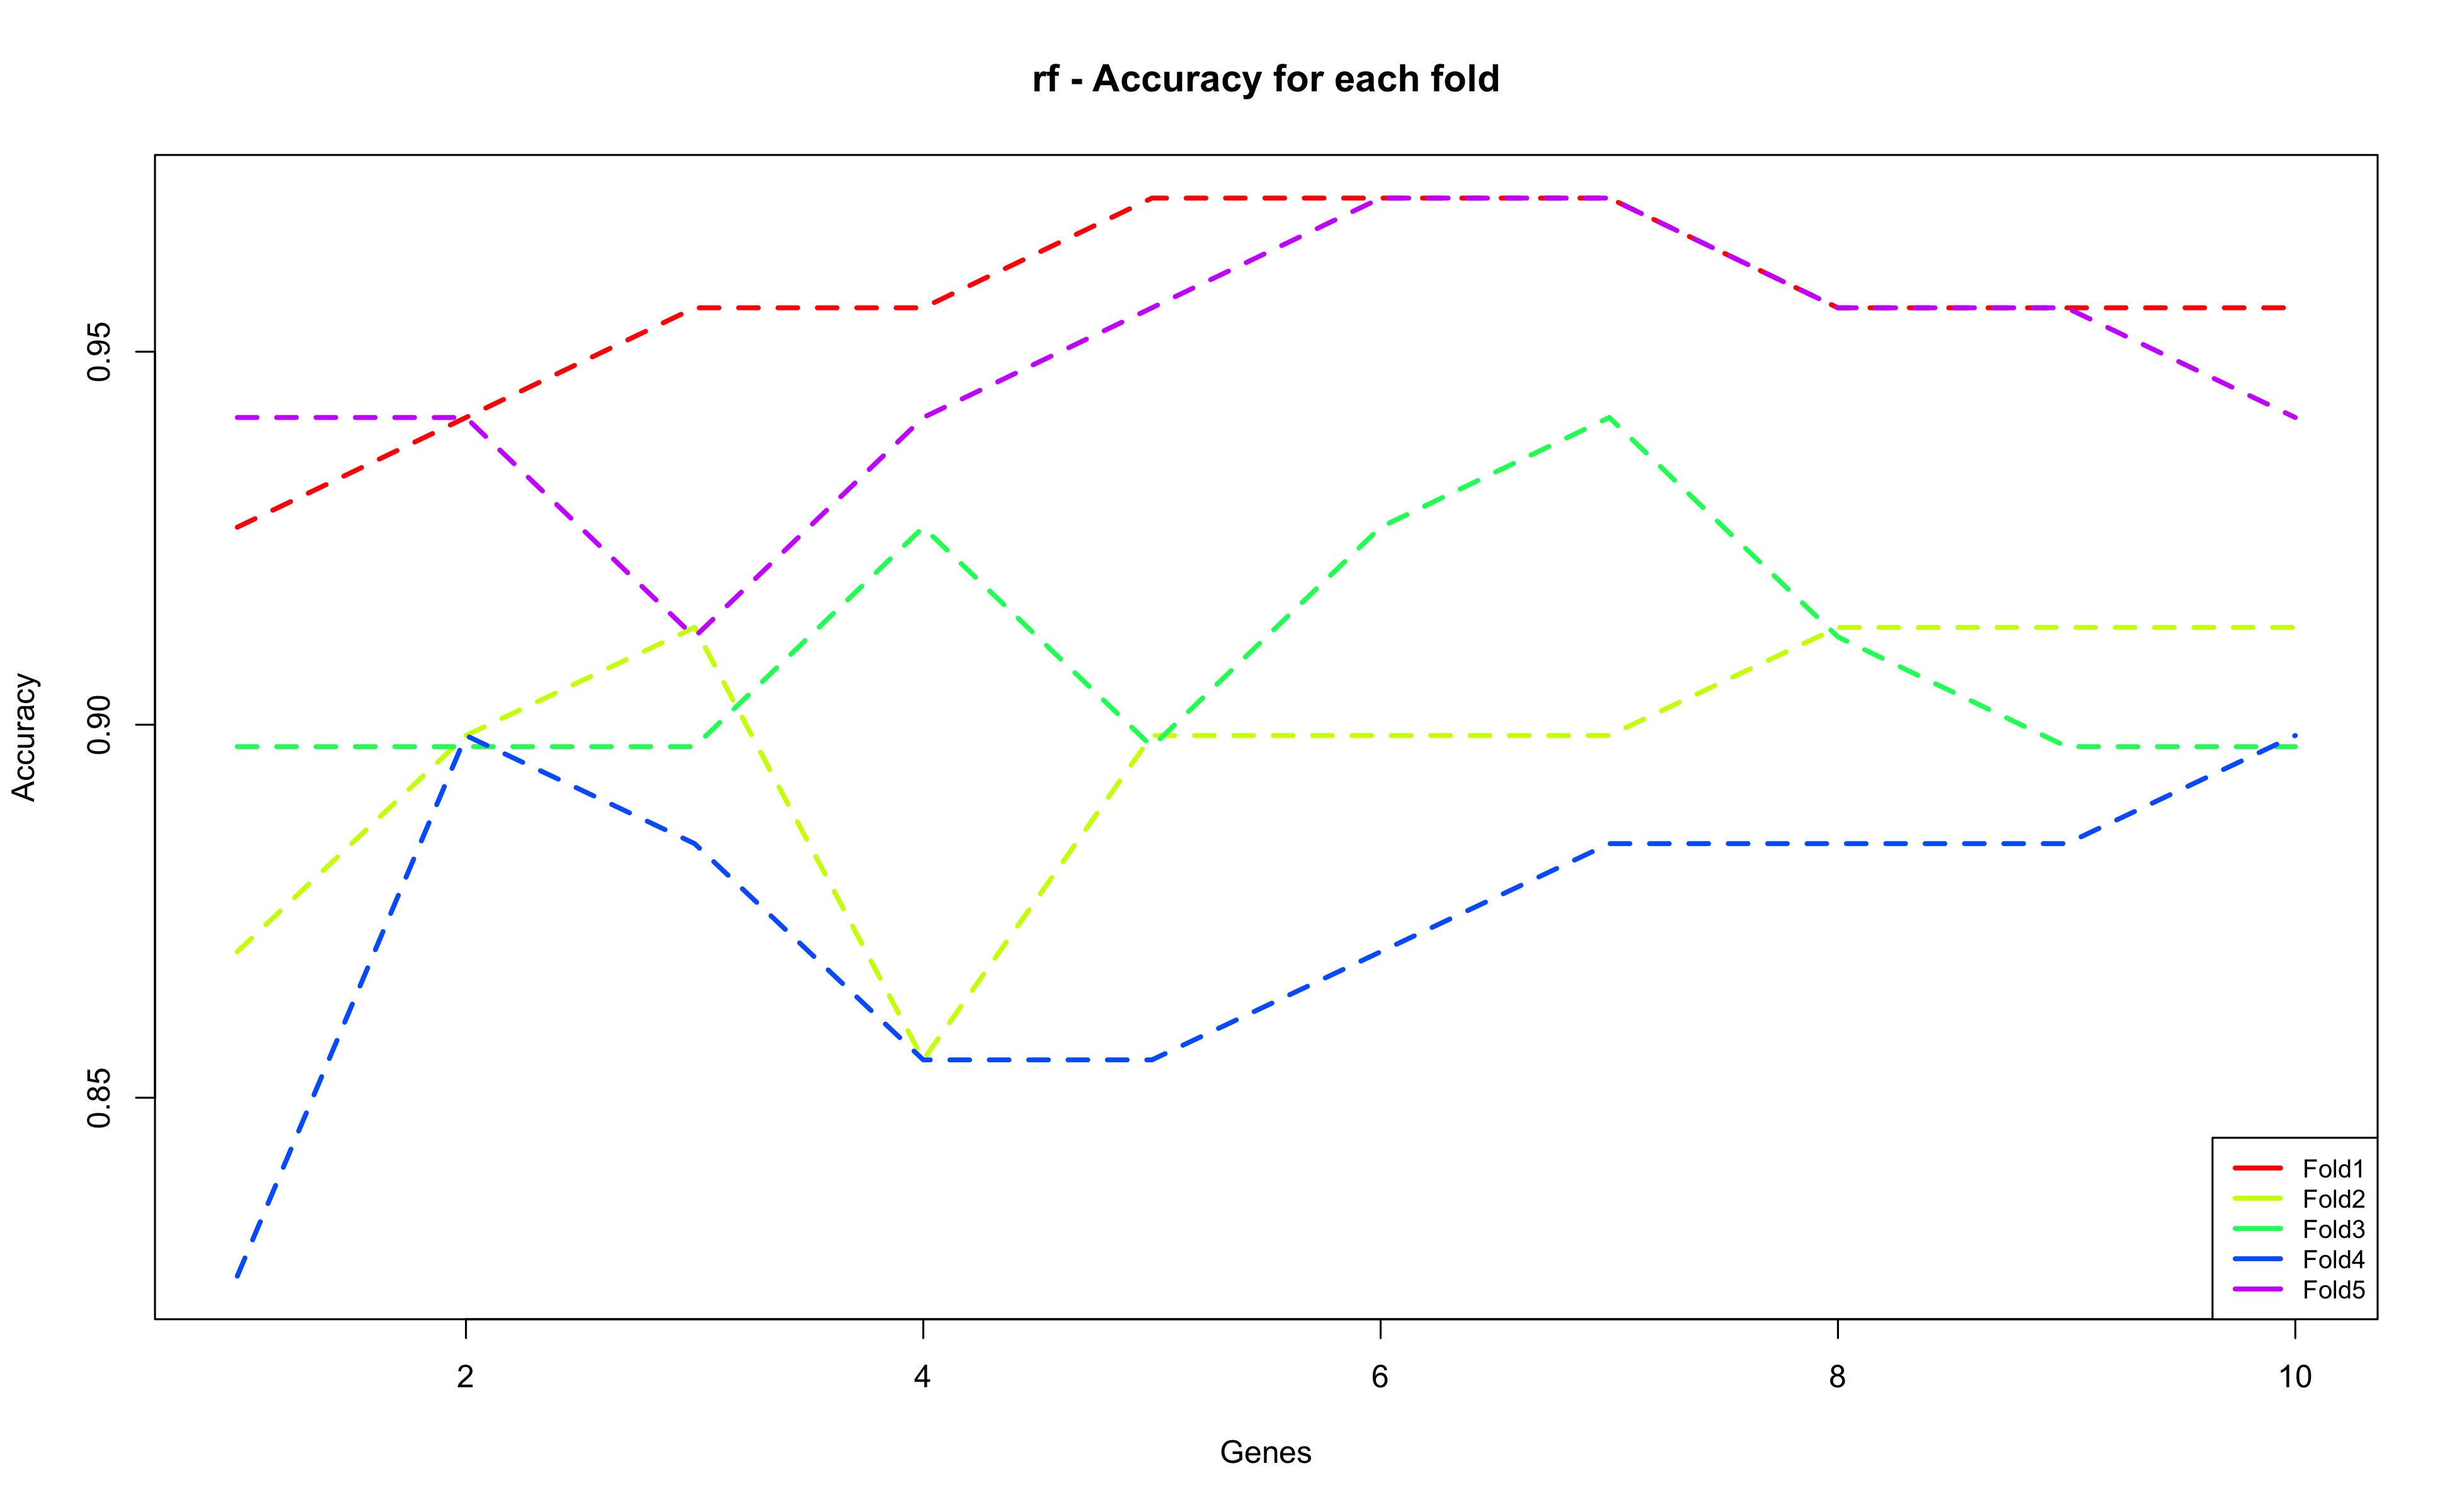 rf - Accuracy for each fold
Accuracy
0.95
0.90
0.85
2 4 6 8 10
Genes
Fold1
Fold2
Fold3
Fold4
Fold5